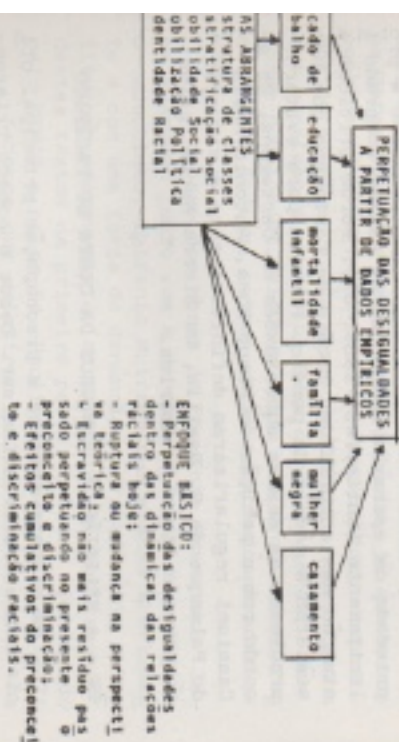 PERPETUAÇÃO DAS DESIGUALDADES
A PARTIR DE DADOS EMPÍRICOS
cado de
balho
educação
mortalidade
infantil
família
mulher
negra
casamento
AS ABRANGENTES
strutura de classes
stratificação social
obilidade Social
obilização Política
dentidade Racial
ENFOQUE BÁSICO:
- Perpetuação das desigualdades
dentro das dinâmicas das relações
raciais hoje;
- Ruptura ou mudança na perspecti
va teórica;
- Escravidão não mais resíduo pas
sado perpetuando no presente o
preconceito e discriminação;
- Efeitos cumulativos do preconcei
to e discriminação raciais.